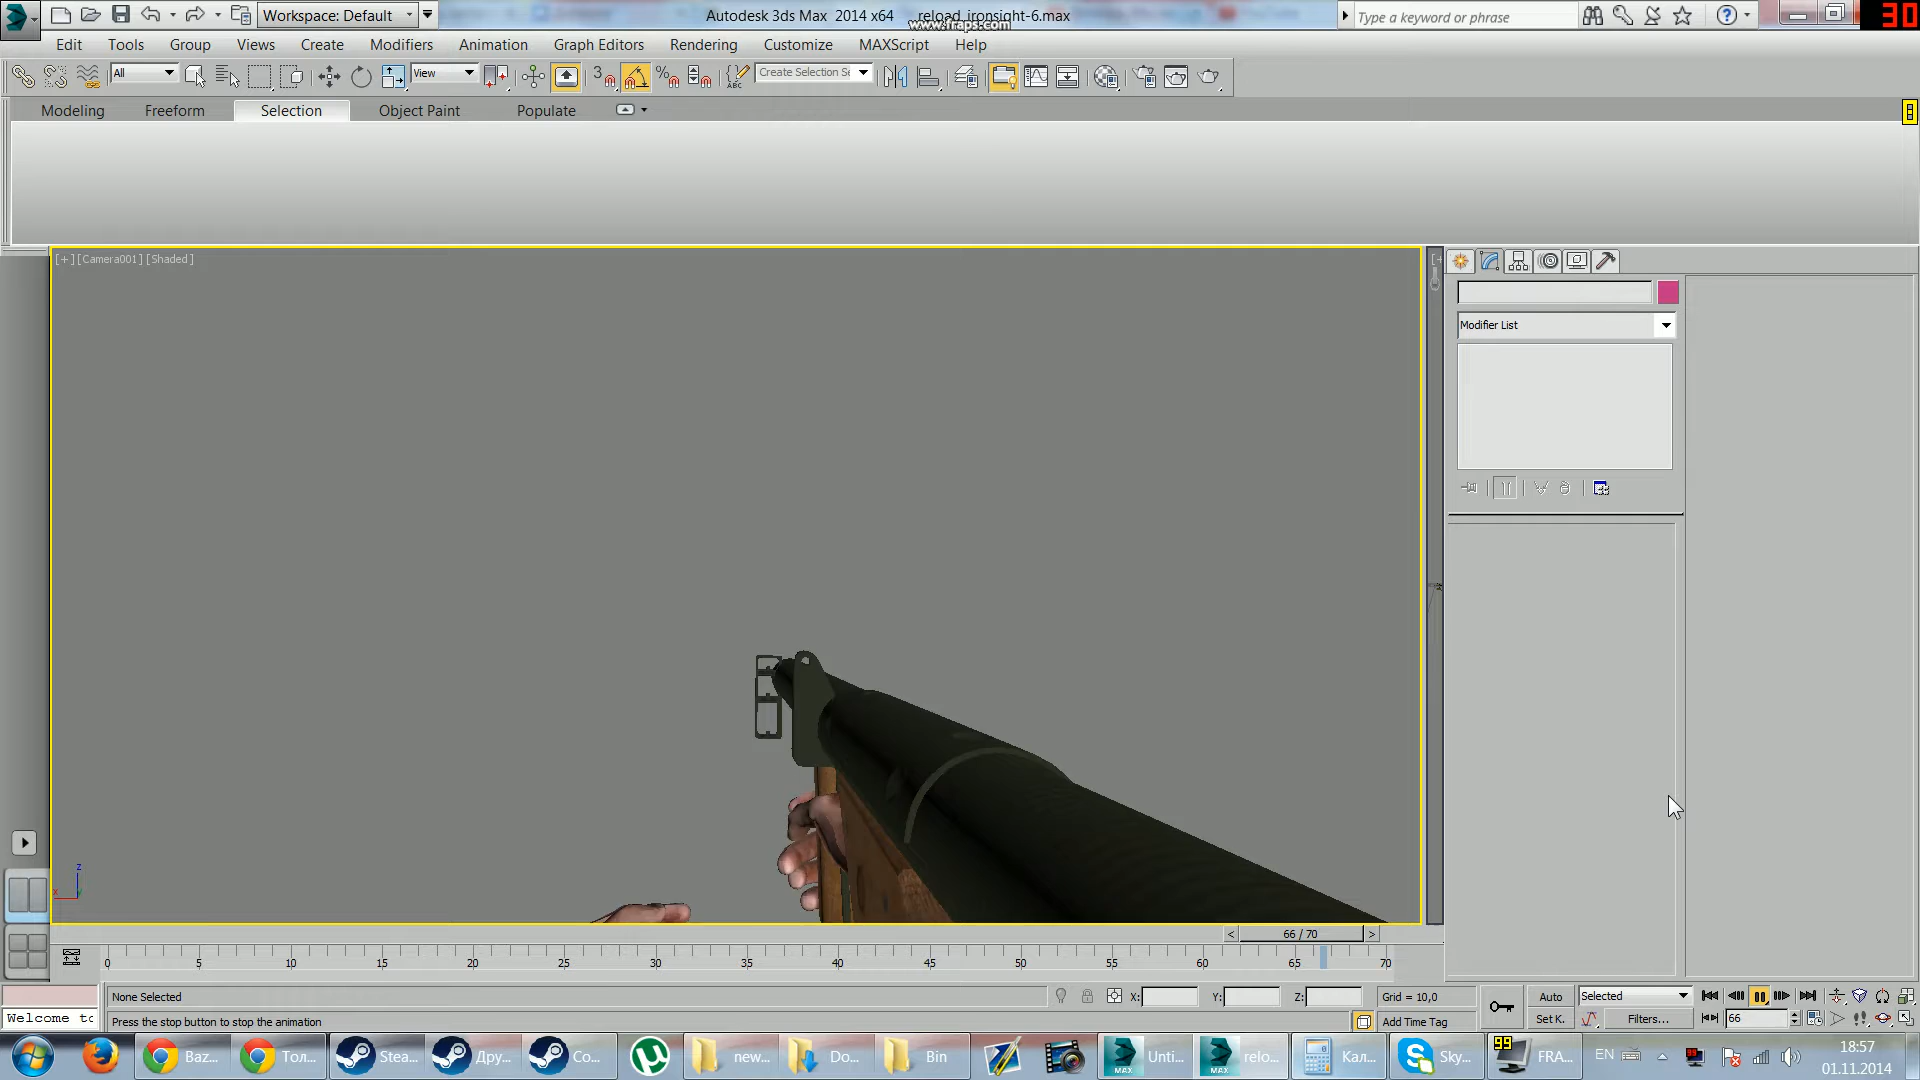 Workspace: Default
Autodesk 3ds Max 2014 x64 reload_ironsight-6.max
www.fraps.com
Type a keyword or phrase
30
Edit Tools Group Views Create Modifiers Animation Graph Editors Rendering Customize MAXScript Help
All View 3 Create Selection Se
Modeling Freeform Selection Object Paint Populate
[+] [Camera001] [Shaded]
Modifier List
z
x
< 66 / 70 >
0 5 10 15 20 25 30 35 40 45 50 55 60 65 70
None Selected X: Y: Z: Grid = 10,0 Auto Selected
Welcome to Press the stop button to stop the animation Add Time Tag Set K. Filters... 66
Baz... Тол... Stea... Дру... Co... new... Do... Bin Unti... relo... Кал... Sky... FRA... EN 18:57
MAX MAX 99
01.11.2014